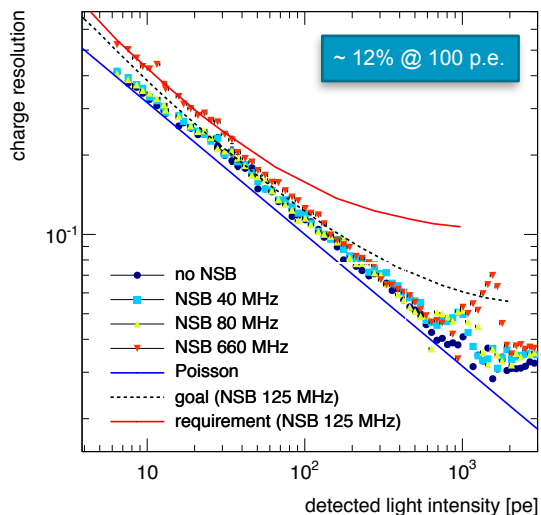 charge resolution
~ 12% @ 100 p.e.
10⁻¹
no NSB
NSB 40 MHz
NSB 80 MHz
NSB 660 MHz
Poisson
goal (NSB 125 MHz)
requirement (NSB 125 MHz)
10 10² 10³
detected light intensity [pe]